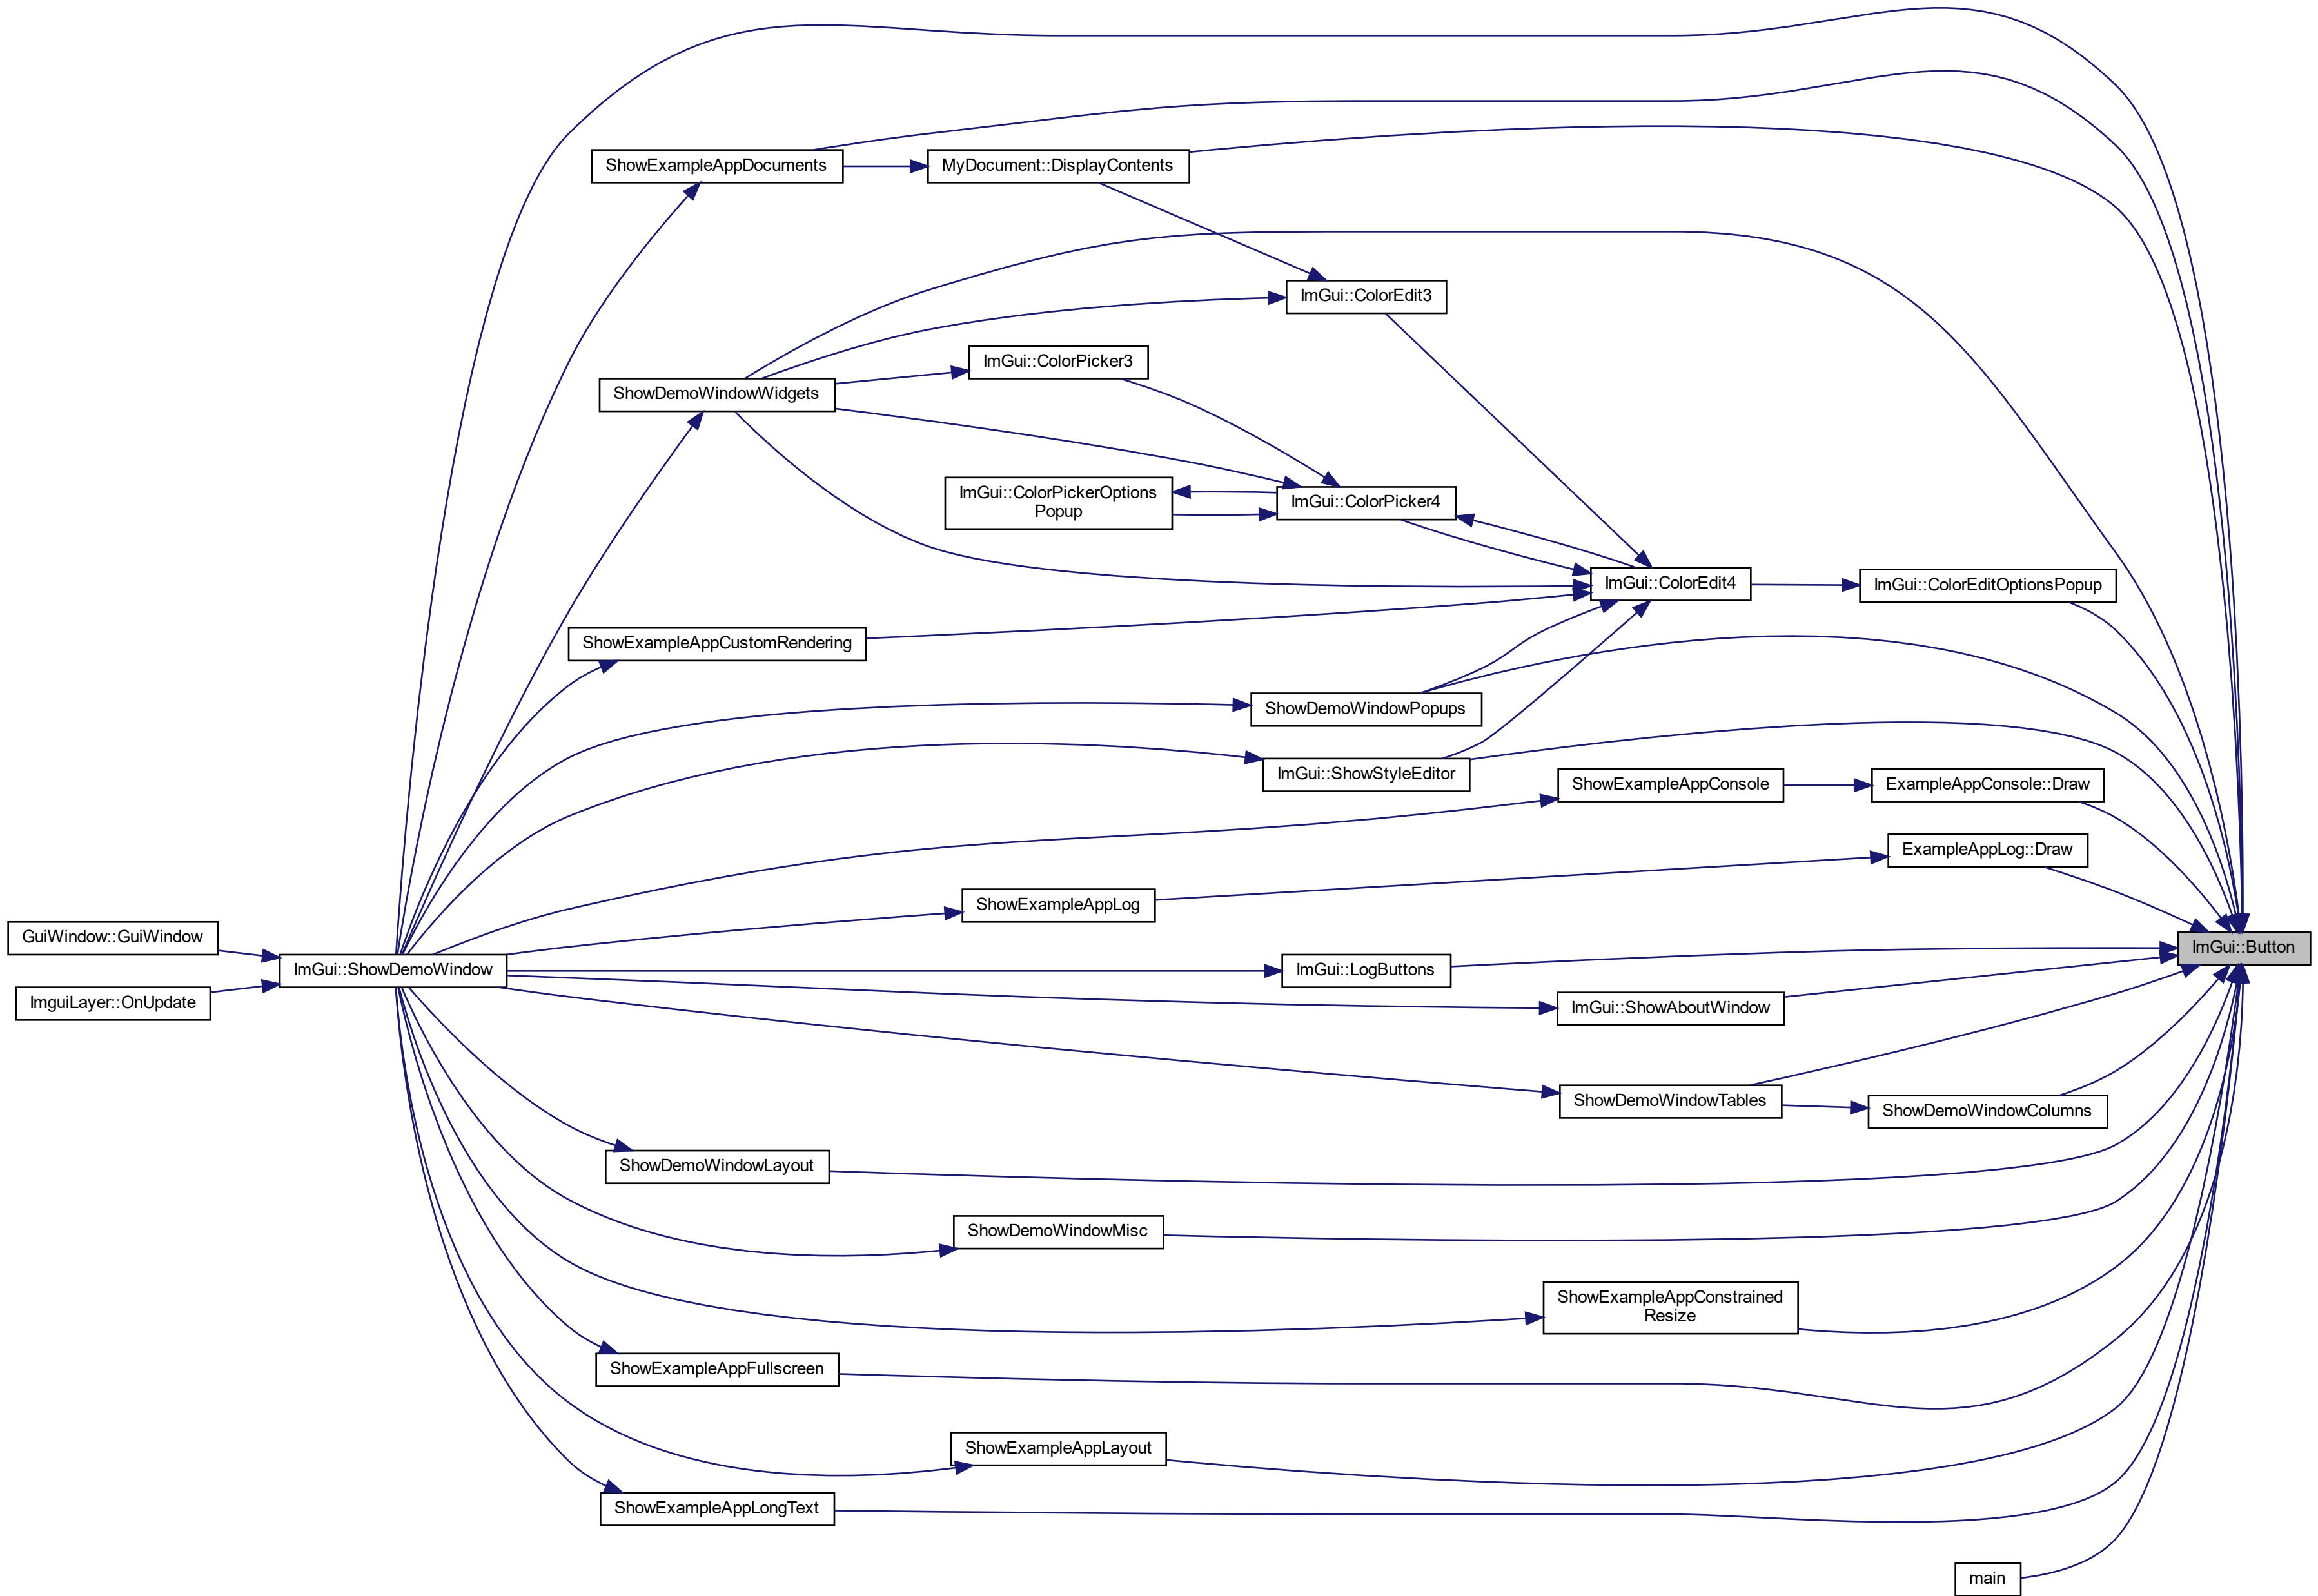 ShowExampleAppDocuments
MyDocument::DisplayContents
ImGui::ColorEdit3
ImGui::ColorPicker3
ShowDemoWindowWidgets
ImGui::ColorPickerOptions
Popup
ImGui::ColorPicker4
ImGui::ColorEdit4
ImGui::ColorEditOptionsPopup
ShowExampleAppCustomRendering
ShowDemoWindowPopups
ImGui::ShowStyleEditor
ShowExampleAppConsole
ExampleAppConsole::Draw
ExampleAppLog::Draw
ShowExampleAppLog
GuiWindow::GuiWindow
ImGui::Button
ImGui::ShowDemoWindow
ImGui::LogButtons
ImguiLayer::OnUpdate
ImGui::ShowAboutWindow
ShowDemoWindowTables
ShowDemoWindowColumns
ShowDemoWindowLayout
ShowDemoWindowMisc
ShowExampleAppConstrained
Resize
ShowExampleAppFullscreen
ShowExampleAppLayout
ShowExampleAppLongText
main